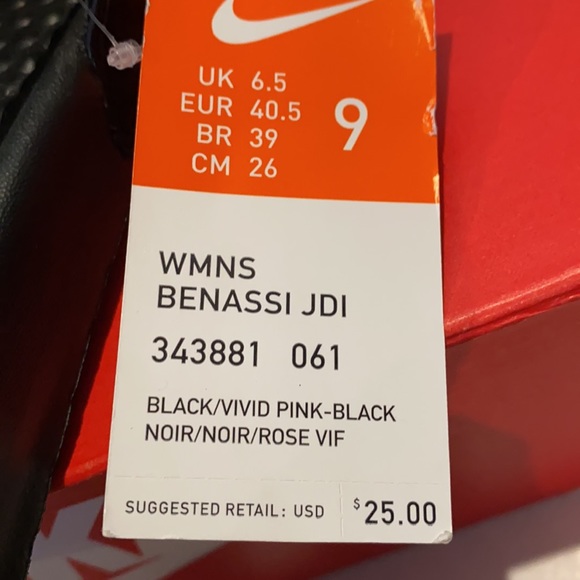 UK 6.5
EUR 40.5
BR 39
CM 26
9
WMNS
BENASSI JDI
343881 061
BLACK/VIVID PINK-BLACK
NOIR/NOIR/ROSE VIF
SUGGESTED RETAIL: USD $25.00